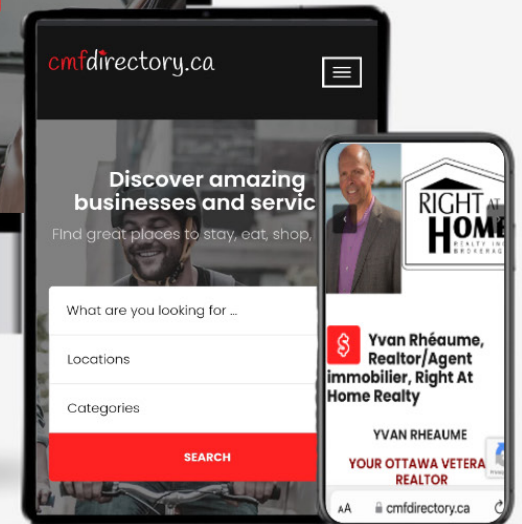 cmfdirectory.ca
Discover amazing
businesses and servic
FInd great places to stay, eat, shop,
What are you looking for ...
Locations
Categories
SEARCH
RIGHT AT
HOME
REALTY INC
BROKERAG
Yvan Rhéaume,
Realtor/Agent
immobilier, Right At
Home Realty
YVAN RHEAUME
YOUR OTTAWA VETERA
REALTOR
AA cmfdirectory.ca